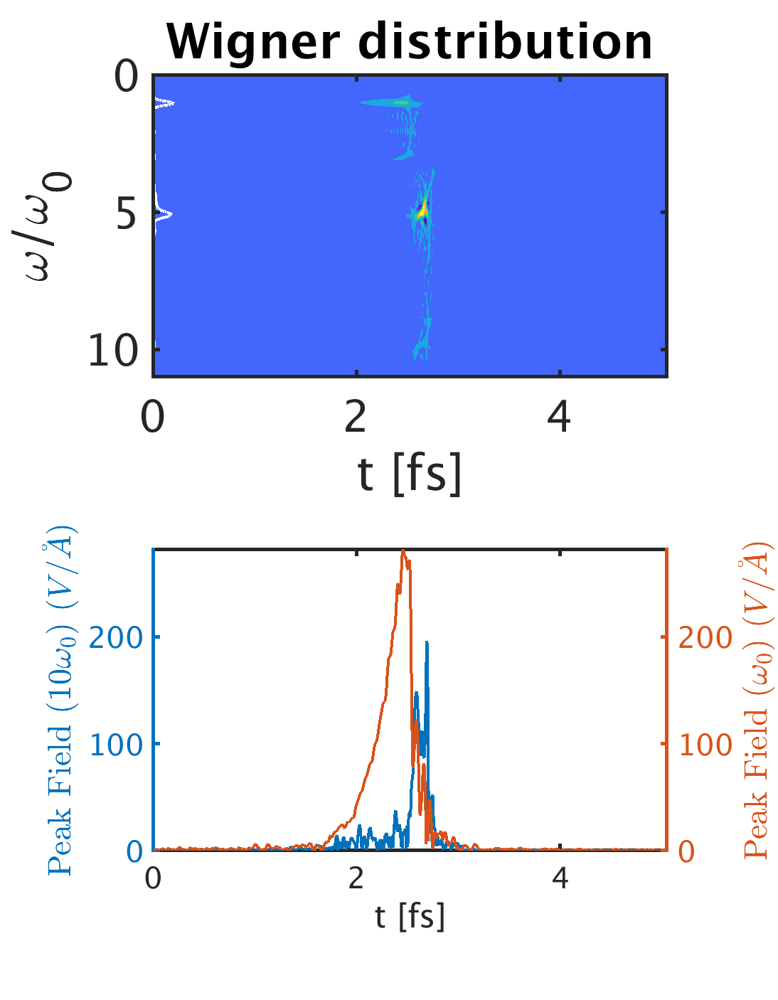 Wigner distribution
0
5
10
ω/ω₀
0 2 4
t [fs]
Peak Field (10ω₀) (V/Å)
200
100
0
200
100
0
Peak Field (ω₀) (V/Å)
0 2 4
t [fs]